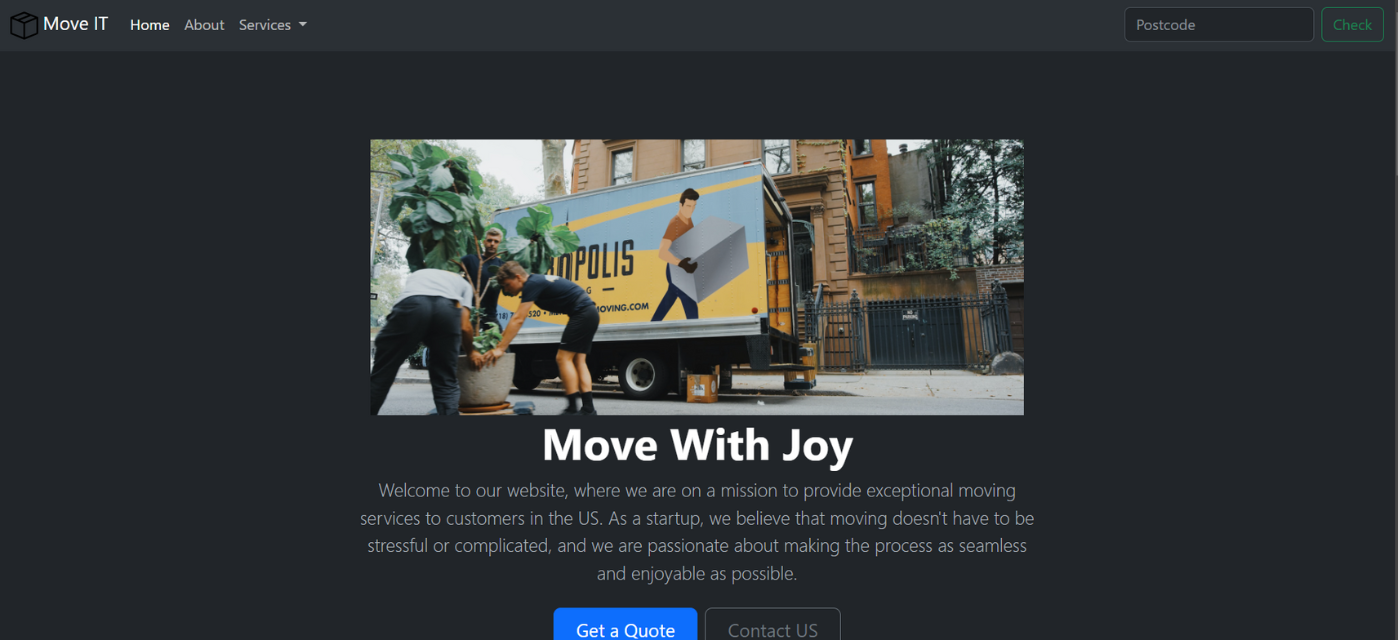 Move IT Home About Services Postcode Check
POLIS
MOVING.COM
NO
PARKING
Move With Joy
Welcome to our website, where we are on a mission to provide exceptional moving
services to customers in the US. As a startup, we believe that moving doesn't have to be
stressful or complicated, and we are passionate about making the process as seamless
and enjoyable as possible.
Get a Quote Contact US